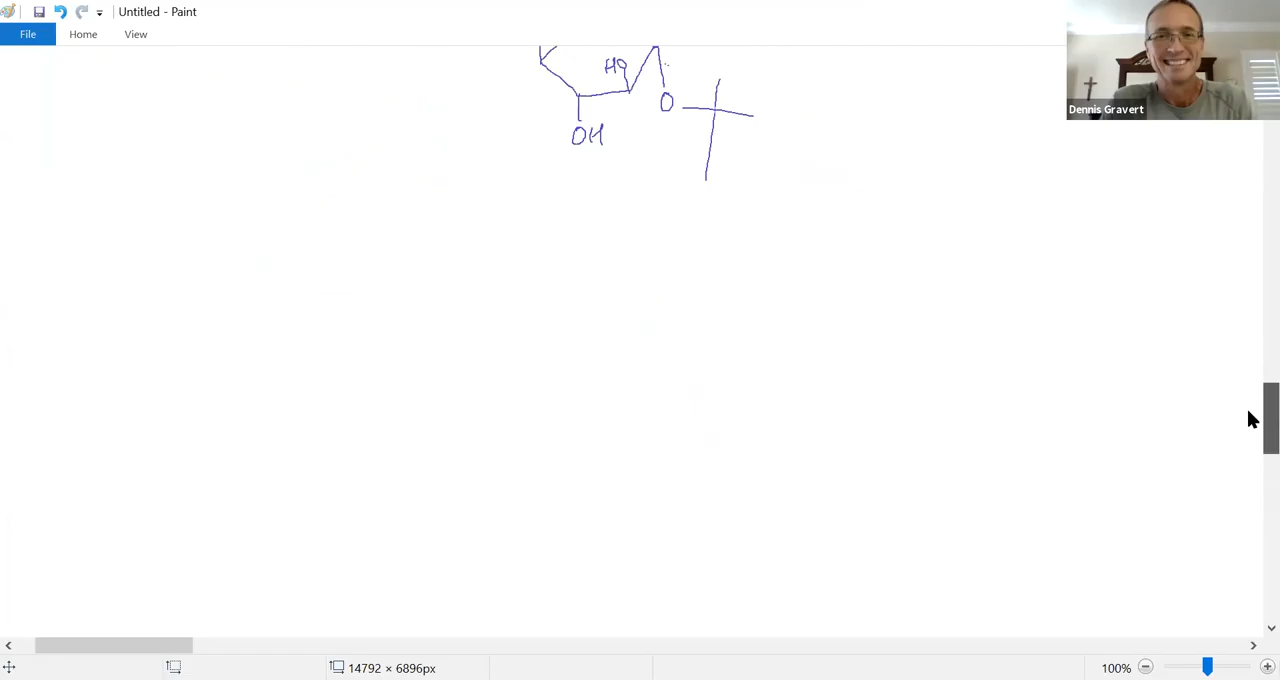 Untitled - Paint
File Home View
Dennis Gravert
HO
O
OH
14792 × 6896px
100%